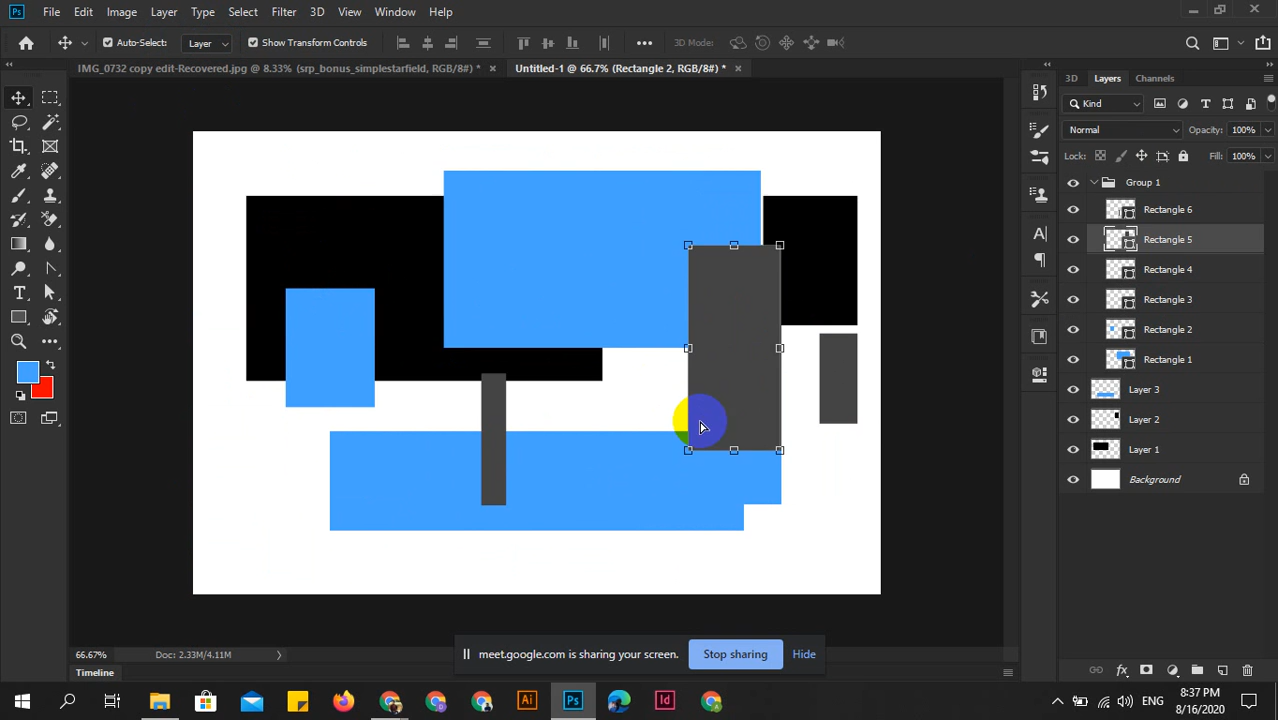 Ps File Edit Image Layer Type Select Filter 3D View Window Help
Auto-Select: Layer Show Transform Controls 3D Mode:
IMG_0732 copy edit-Recovered.jpg @ 8.33% (srp_bonus_simplestarfield, RGB/8#) * × Untitled-1 @ 66.7% (Rectangle 2, RGB/8#) * ×
3D Layers Channels
Kind
Normal Opacity: 100%
Lock: Fill: 100%
Group 1
Rectangle 6
Rectangle 5
Rectangle 4
Rectangle 3
Rectangle 2
Rectangle 1
Layer 3
Layer 2
Layer 1
Background
66.67% Doc: 2.33M/4.11M
meet.google.com is sharing your screen. Stop sharing Hide
Timeline
Ai Ps Id ENG 8:37 PM
8/16/2020